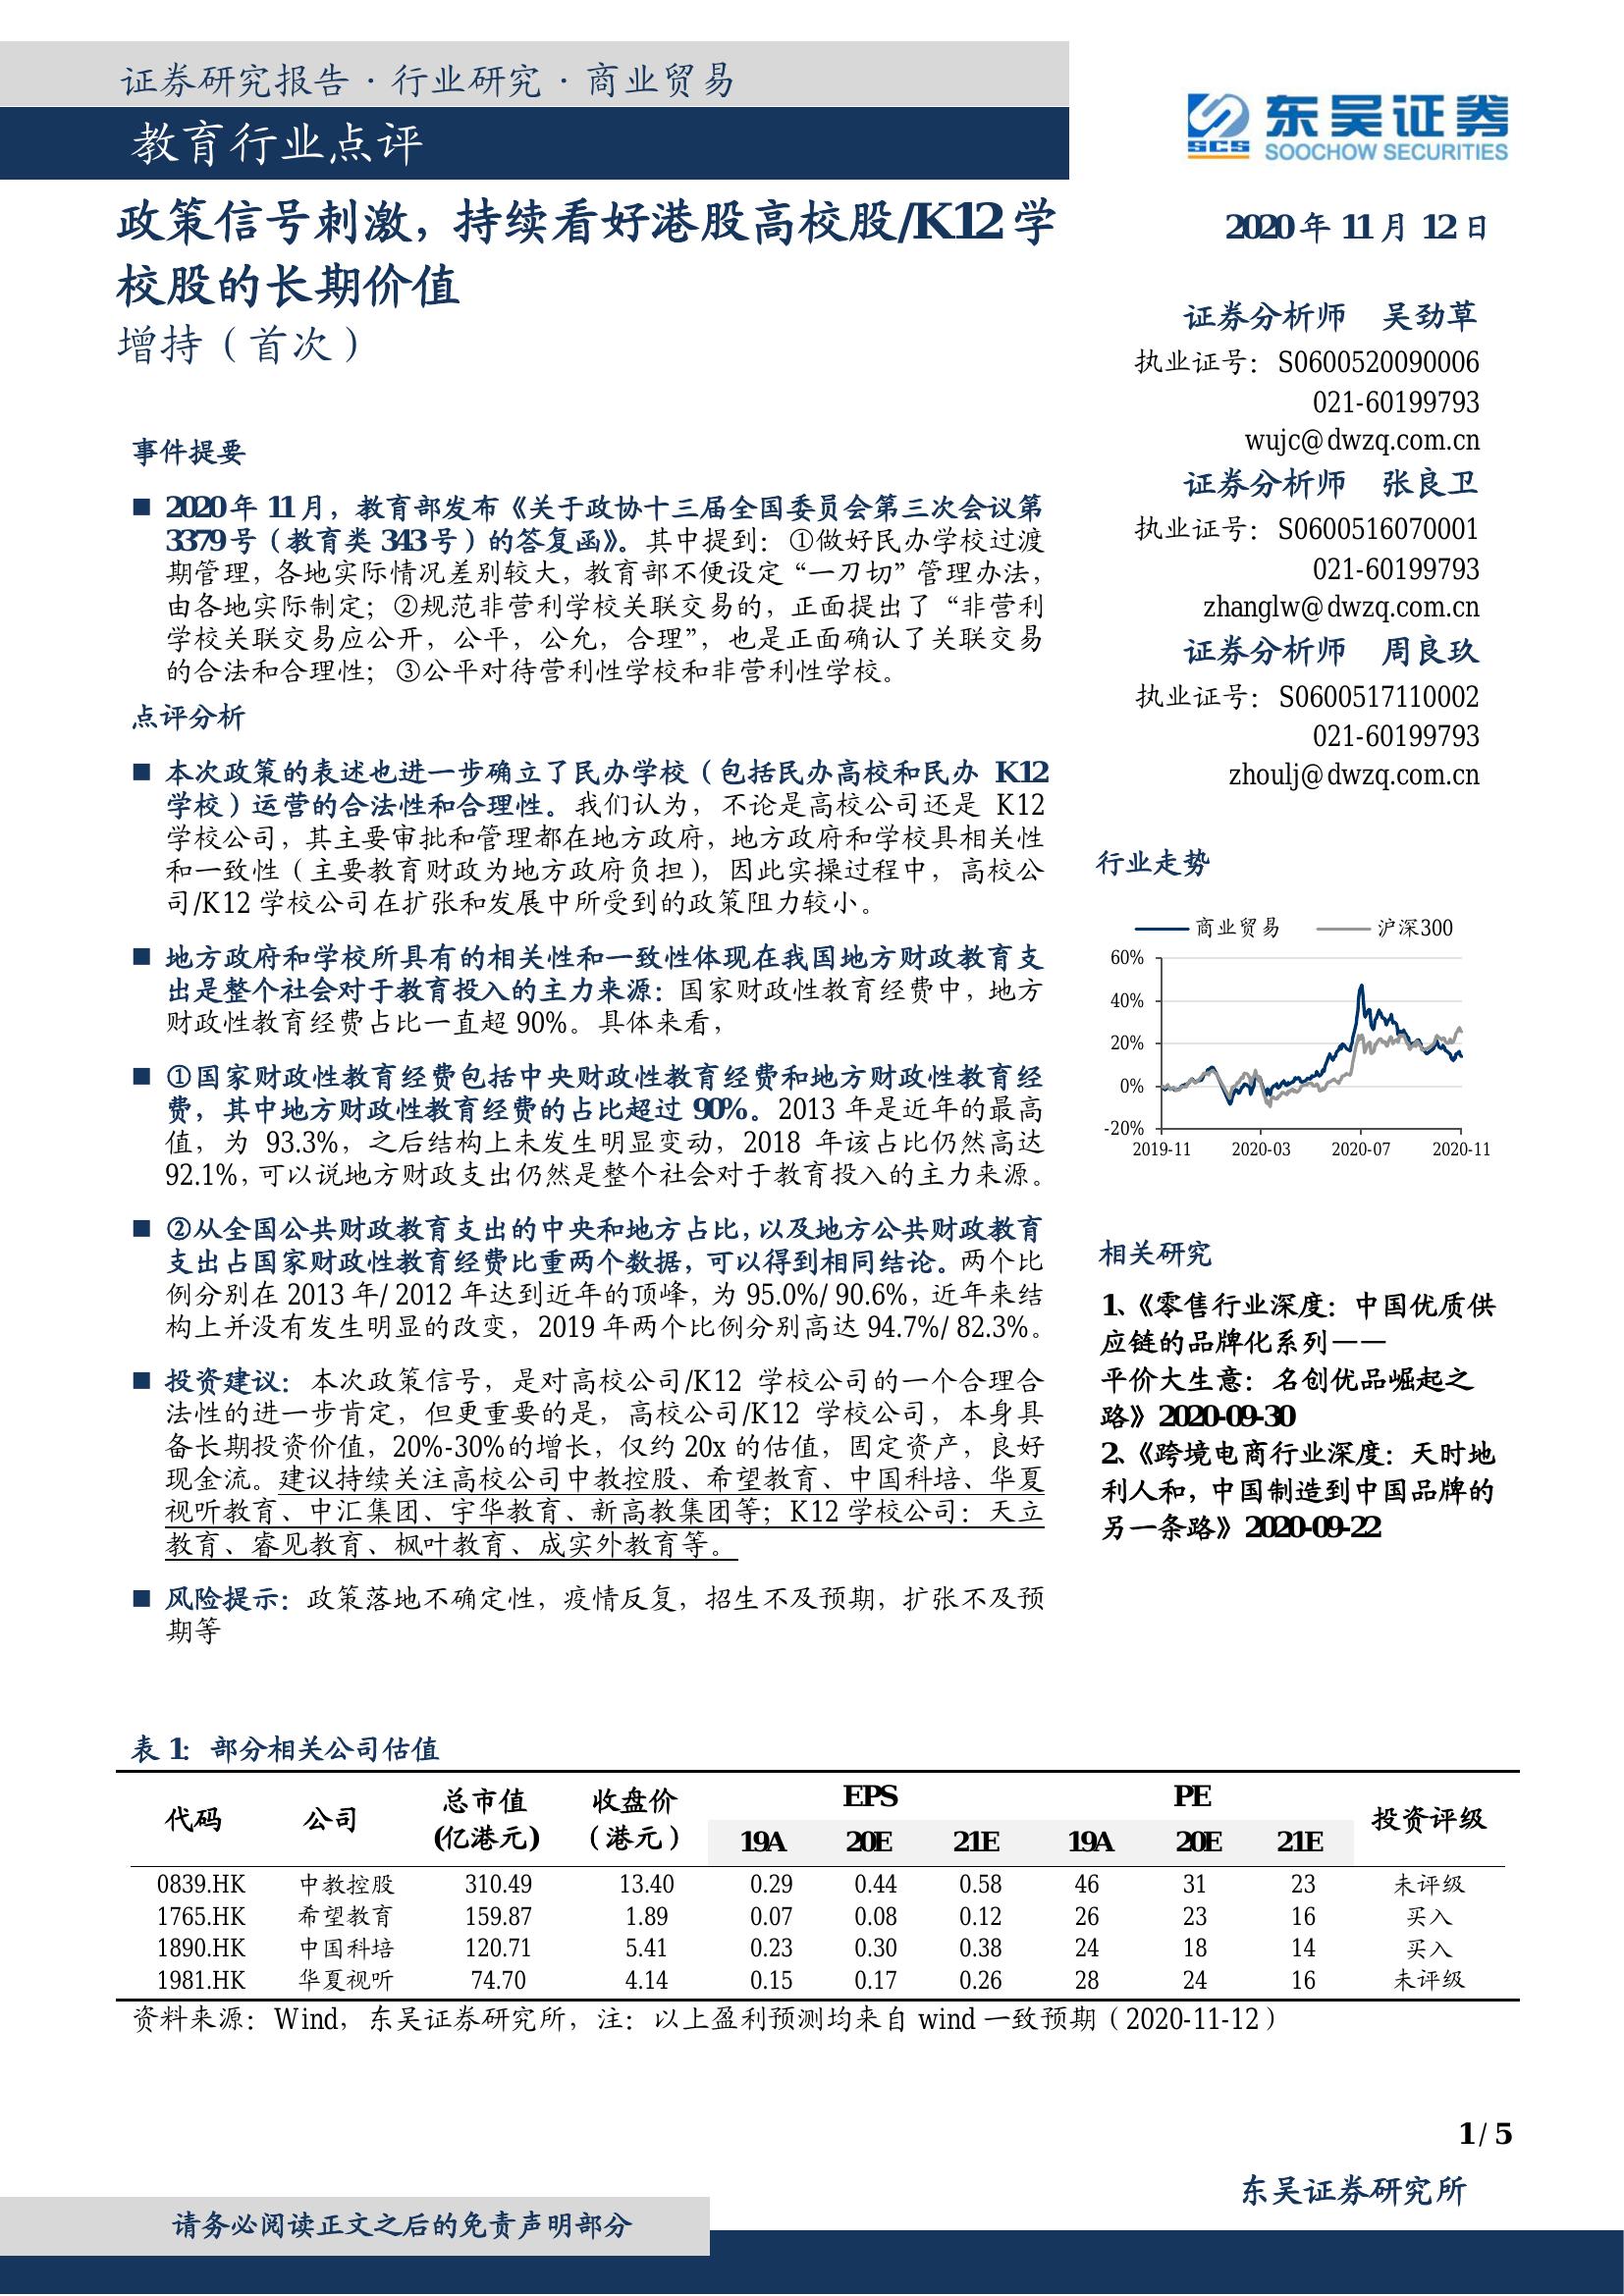 证券研究报告 · 行业研究 · 商业贸易
教育行业点评
东吴证券
SCS
SOOCHOW SECURITIES
政策信号刺激，持续看好港股高校股/K12学
校股的长期价值
增持（首次）
2020年11月12日
证券分析师 吴劲草
执业证号：S0600520090006
021-60199793
wujc@dwzq.com.cn
证券分析师 张良卫
执业证号：S0600516070001
021-60199793
zhanglw@dwzq.com.cn
证券分析师 周良玖
执业证号：S0600517110002
021-60199793
zhoulj@dwzq.com.cn
事件提要
■ 2020年11月，教育部发布《关于政协十三届全国委员会第三次会议第
3379号（教育类343号）的答复函》。其中提到：①做好民办学校过渡
期管理，各地实际情况差别较大，教育部不便设定“一刀切”管理办法，
由各地实际制定；②规范非营利学校关联交易的，正面提出了“非营利
学校关联交易应公开，公平，公允，合理”，也是正面确认了关联交易
的合法和合理性；③公平对待营利性学校和非营利性学校。
点评分析
■ 本次政策的表述也进一步确立了民办学校（包括民办高校和民办 K12
学校）运营的合法性和合理性。我们认为，不论是高校公司还是 K12
学校公司，其主要审批和管理都在地方政府，地方政府和学校具相关性
和一致性（主要教育财政为地方政府负担），因此实操过程中，高校公
司/K12学校公司在扩张和发展中所受到的政策阻力较小。
■ 地方政府和学校所具有的相关性和一致性体现在我国地方财政教育支
出是整个社会对于教育投入的主力来源：国家财政性教育经费中，地方
财政性教育经费占比一直超90%。具体来看，
■ ①国家财政性教育经费包括中央财政性教育经费和地方财政性教育经
费，其中地方财政性教育经费的占比超过90%。2013 年是近年的最高
值，为 93.3%，之后结构上未发生明显变动，2018 年该占比仍然高达
92.1%，可以说地方财政支出仍然是整个社会对于教育投入的主力来源。
■ ②从全国公共财政教育支出的中央和地方占比，以及地方公共财政教育
支出占国家财政性教育经费比重两个数据，可以得到相同结论。两个比
例分别在2013年/2012年达到近年的顶峰，为95.0%/90.6%，近年来结
构上并没有发生明显的改变，2019年两个比例分别高达94.7%/82.3%。
■ 投资建议：本次政策信号，是对高校公司/K12 学校公司的一个合理合
法性的进一步肯定，但更重要的是，高校公司/K12 学校公司，本身具
备长期投资价值，20%-30%的增长，仅约20x的估值，固定资产，良好
现金流。建议持续关注高校公司中教控股、希望教育、中国科培、华夏
视听教育、中汇集团、宇华教育、新高教集团等；K12学校公司：天立
教育、睿见教育、枫叶教育、成实外教育等。
■ 风险提示：政策落地不确定性，疫情反复，招生不及预期，扩张不及预
期等
行业走势
商业贸易 沪深300
60%
40%
20%
0%
-20%
2019-11 2020-03 2020-07 2020-11
相关研究
1、《零售行业深度：中国优质供
应链的品牌化系列——
平价大生意：名创优品崛起之
路》2020-09-30
2、《跨境电商行业深度：天时地
利人和，中国制造到中国品牌的
另一条路》2020-09-22
表1：部分相关公司估值
代码 公司 总市值 收盘价 EPS PE 投资评级
(亿港元) （港元） 19A 20E 21E 19A 20E 21E
0839.HK 中教控股 310.49 13.40 0.29 0.44 0.58 46 31 23 未评级
1765.HK 希望教育 159.87 1.89 0.07 0.08 0.12 26 23 16 买入
1890.HK 中国科培 120.71 5.41 0.23 0.30 0.38 24 18 14 买入
1981.HK 华夏视听 74.70 4.14 0.15 0.17 0.26 28 24 16 未评级
资料来源：Wind，东吴证券研究所，注：以上盈利预测均来自wind一致预期（2020-11-12）
1/5
东吴证券研究所
请务必阅读正文之后的免责声明部分